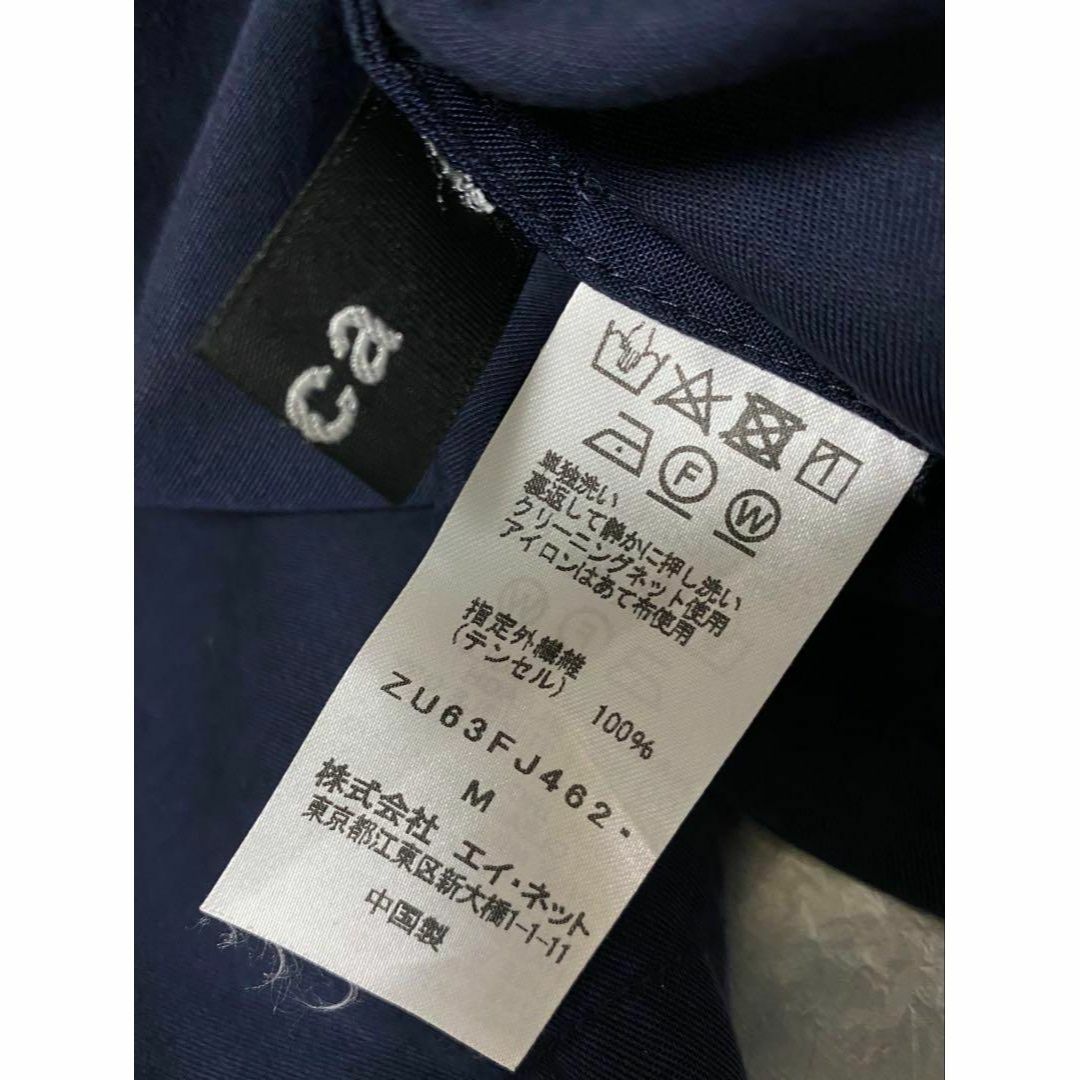 ca
F
W
単独洗い
裏返して静かに押し洗い
クリーニングネット使用
アイロンはあて布使用
指定外繊維
(テンセル) 100%
ZU63FJ462-
M
株式会社 エイ・ネット
東京都江東区新大橋1-1-11
中国製